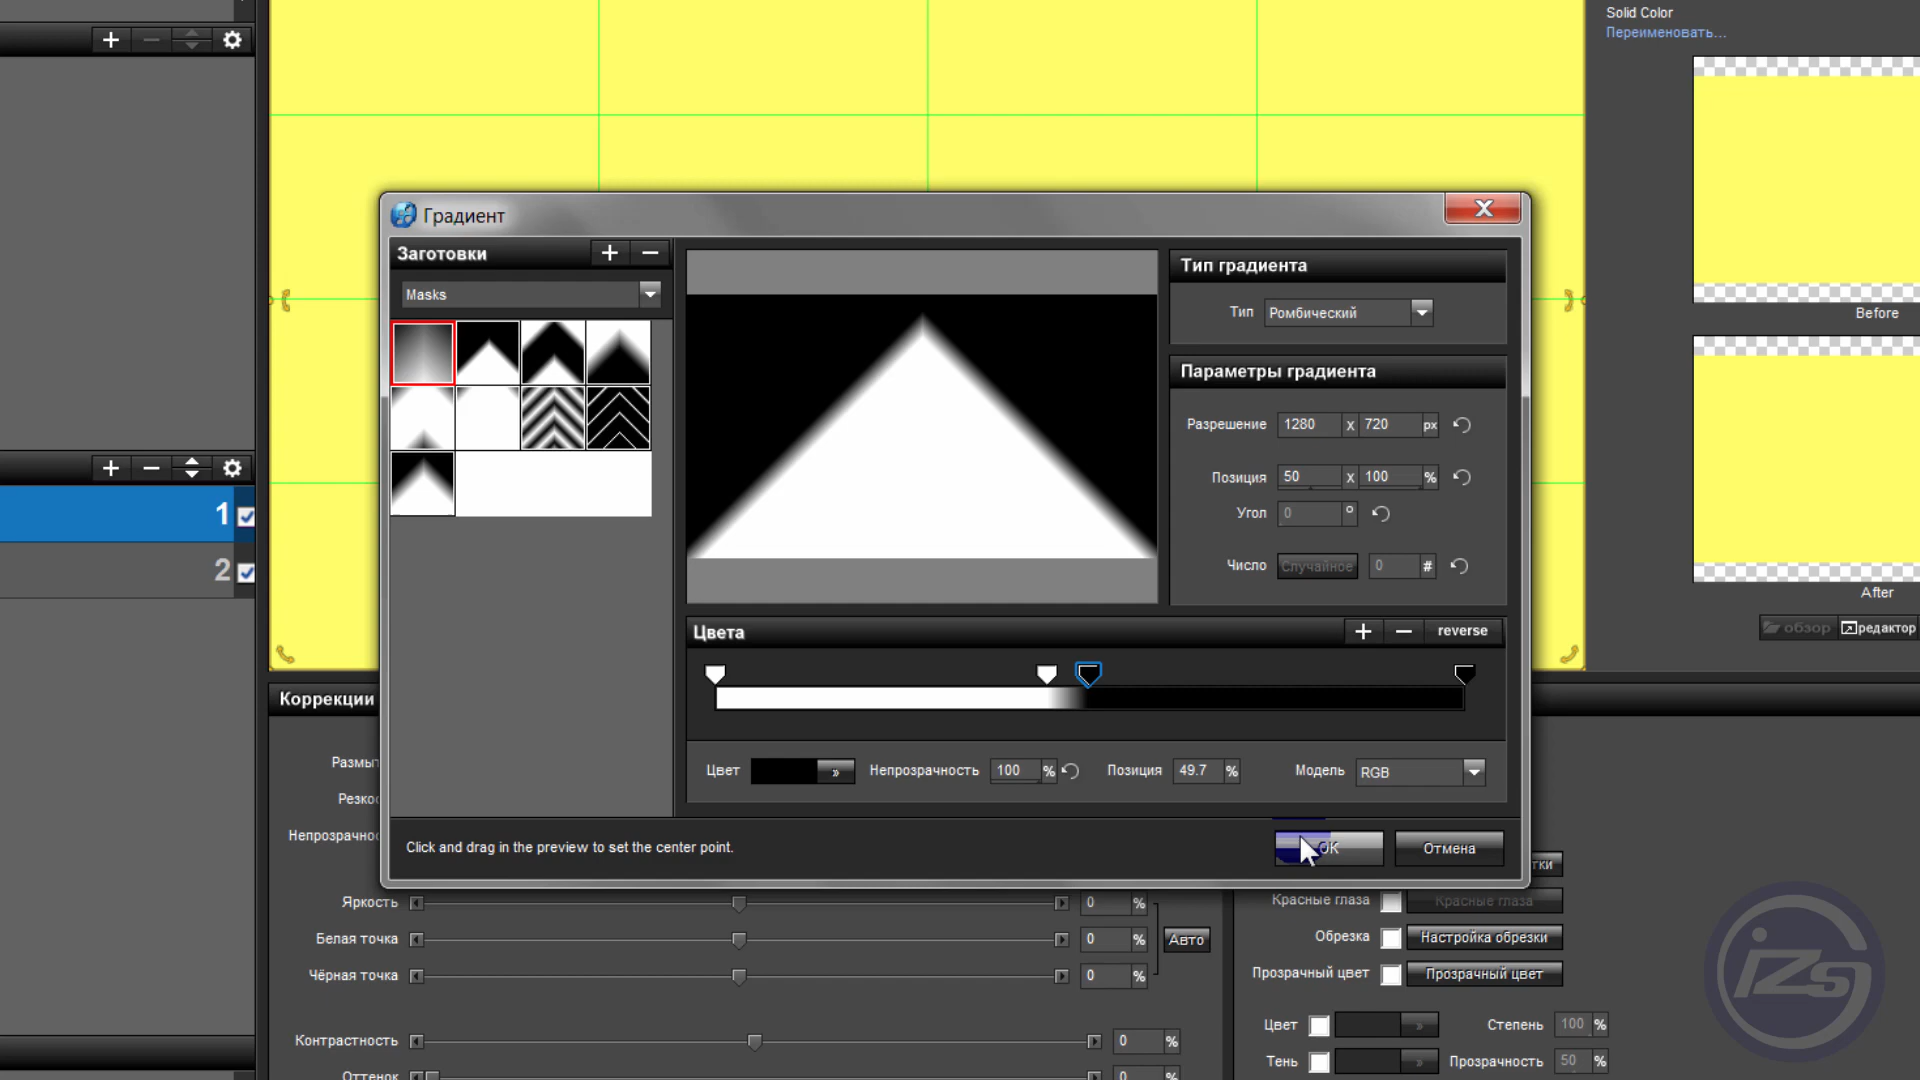 Solid Color
Переименовать...
Before
After
обзор
редактор
1
2
Градиент
X
Заготовки
Masks
Тип градиента
Тип Ромбический
Параметры градиента
Разрешение 1280 x 720 px
Позиция 50 x 100 %
Угол 0 °
Число Случайное 0 #
Цвета
reverse
Цвет » Непрозрачность 100 % Позиция 49.7 % Модель RGB
Click and drag in the preview to set the center point.
OK Отмена
Коррекции
Яркость 0 %
Белая точка 0 %
Авто
Чёрная точка 0 %
Контрастность 0 %
Оттенок 0 %
Красные глаза Красные глаза
Обрезка Настройка обрезки
Прозрачный цвет Прозрачный цвет
Цвет » Степень 100 %
Тень » Прозрачность 50 %
izs